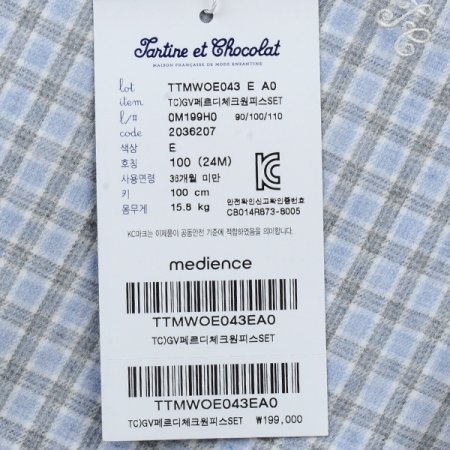 Tartine et Chocolat
MAISON FRANÇAISE DE MODE ENFANTINE
lot TTMWOE043 E A0
item TC)GV메르디체크원피스SET
l/# 0M199H0 90/100/110
code 2036207
색상 E
호칭 100 (24M)
사용연령 36개월 미만
키 100 cm
몸무게 15.8 kg
안전확인신고확인증번호
CB014R873-8005
KC마크는 이제품이 공통안전 기준에 적합하였음을 의미합니다.
medience
TTMWOE043EA0
TC)GV메르디체크원피스SET
TTMWOE043EA0
TC)GV메르디체크원피스SET ₩199,000